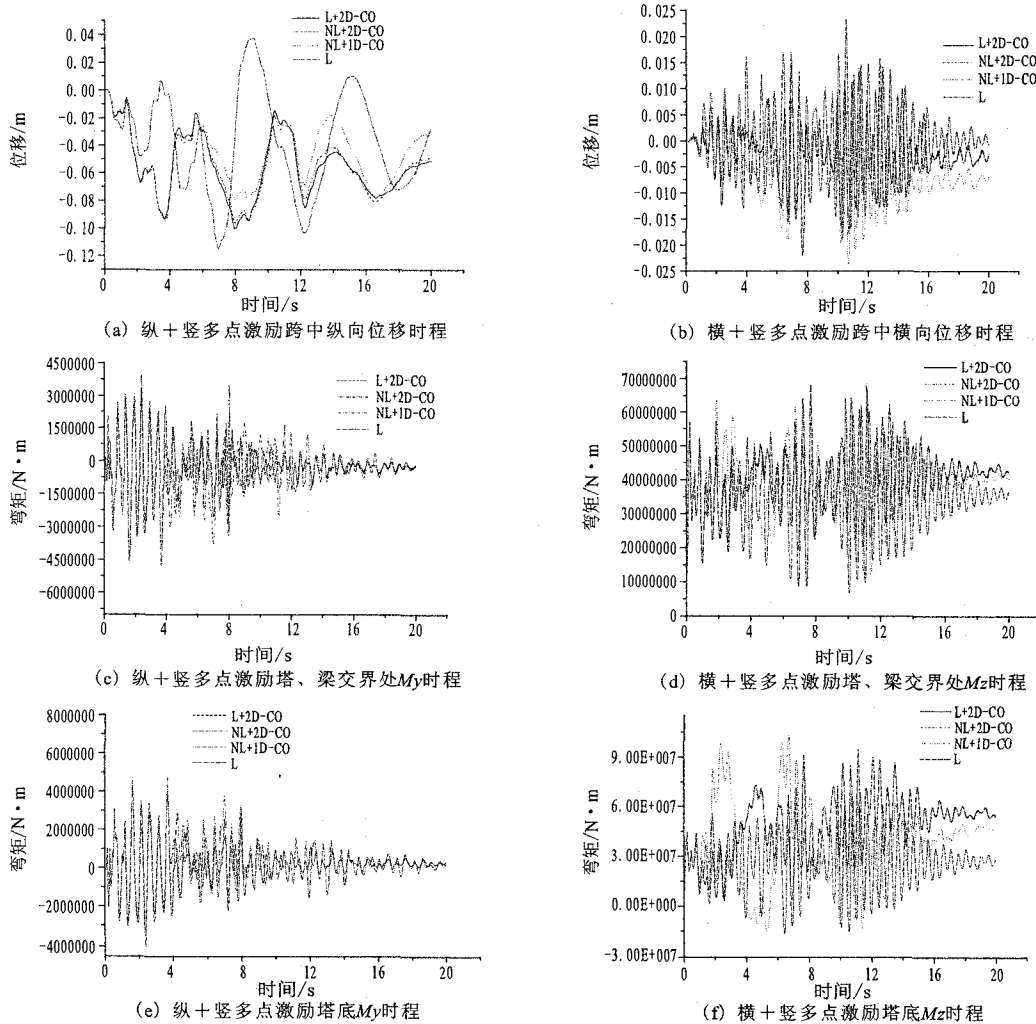 L+2D-CO
NL+2D-CO
NL+1D-CO
L
0.04
0.02
0.00
-0.02
-0.04
-0.06
-0.08
-0.10
-0.12
位移/m
0 4 8 12 16 20
时间/s
(a) 纵+竖多点激励跨中纵向位移时程
L+2D-CO
NL+2D-CO
NL+1D-CO
L
0.025
0.020
0.015
0.010
0.005
0.00
-0.005
-0.010
-0.015
-0.020
-0.025
位移/m
0 4 8 12 16 20
时间/s
(b) 横+竖多点激励跨中横向位移时程
L+2D-CO
NL+2D-CO
NL+1D-CO
L
4500000
3000000
1500000
0
-1500000
-3000000
-4500000
-6000000
弯矩/N·m
0 4 8 12 16 20
时间/s
(c) 纵+竖多点激励塔、梁交界处My时程
L+2D-CO
NL+2D-CO
NL+1D-CO
L
70000000
60000000
50000000
40000000
30000000
20000000
10000000
0
弯矩/N·m
0 4 8 12 16 20
时间/s
(d) 横+竖多点激励塔、梁交界处Mz时程
L+2D-CO
NL+2D-CO
NL+1D-CO
L
8000000
6000000
4000000
2000000
0
-2000000
-4000000
弯矩/N·m
0 4 8 12 16 20
时间/s
(e) 纵+竖多点激励塔底My时程
L+2D-CO
NL+2D-CO
NL+1D-CO
L
9.00E+007
6.00E+007
3.00E+007
0.00E+000
-3.00E+007
弯矩/N·m
0 4 8 12 16 20
时间/s
(f) 横+竖多点激励塔底Mz时程